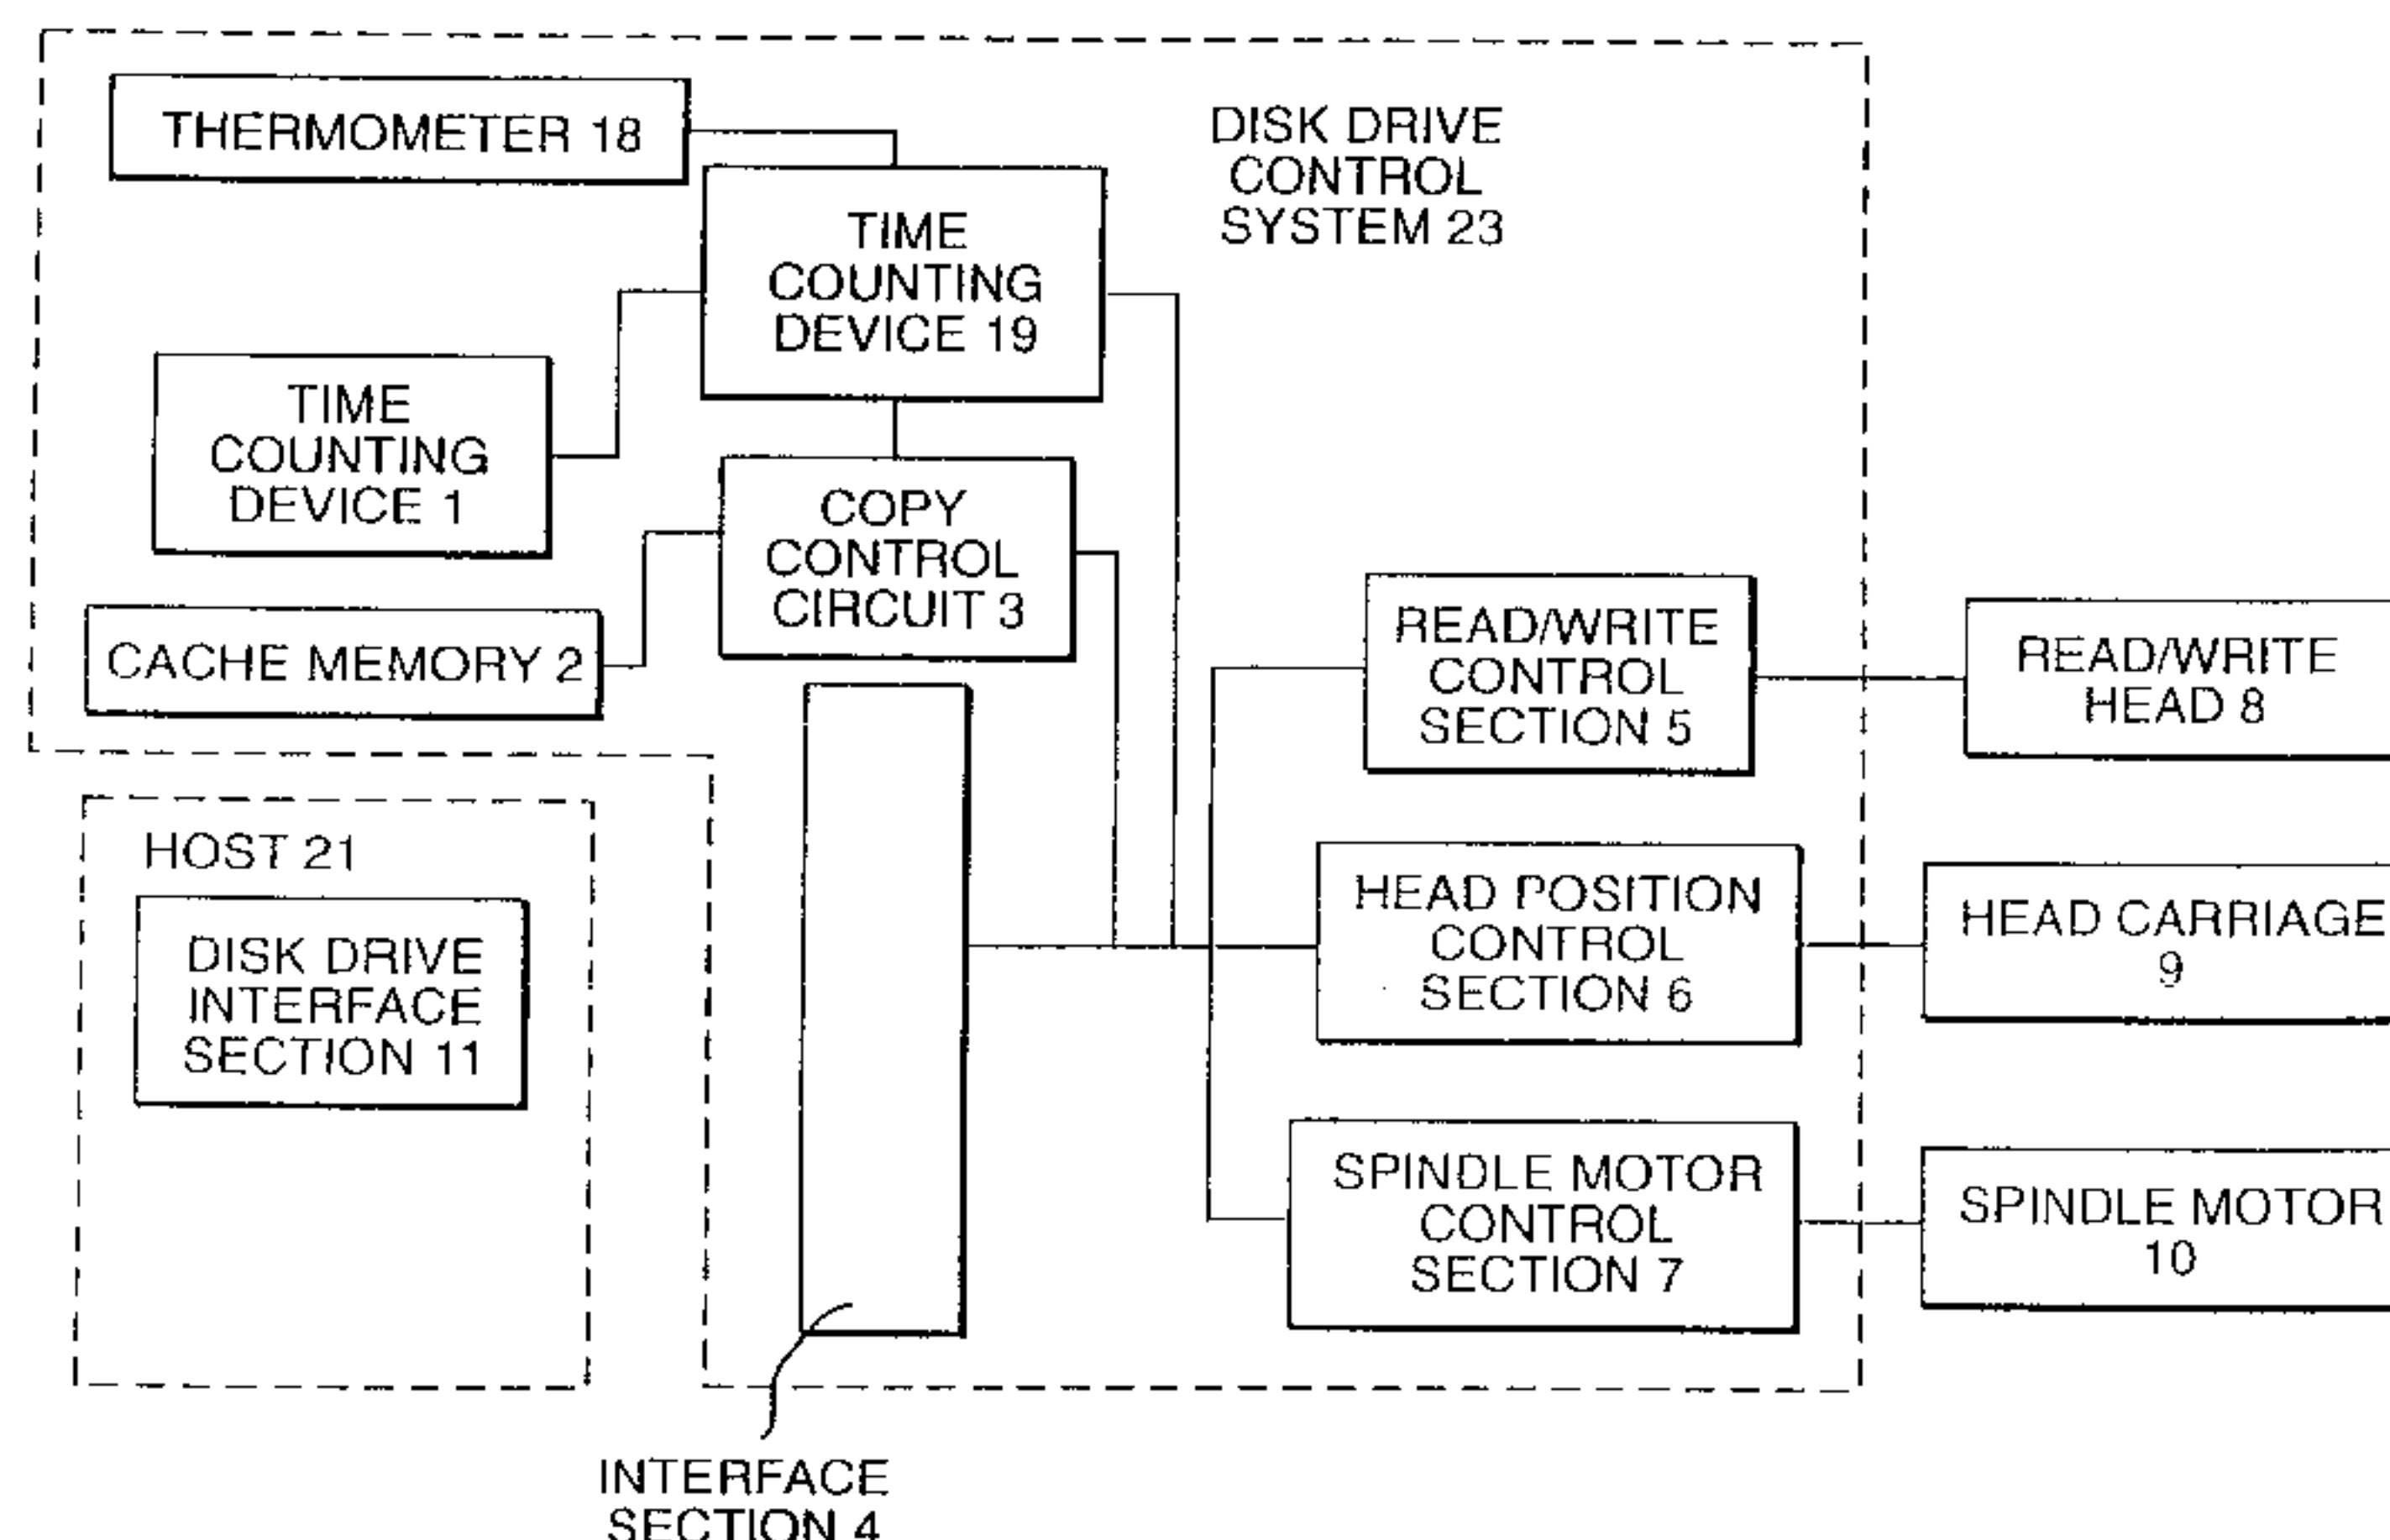 THERMOMETER 18
DISK DRIVE
CONTROL
SYSTEM 23
TIME
COUNTING
DEVICE 19
TIME
COUNTING
DEVICE 1
COPY
CONTROL
CIRCUIT 3
CACHE MEMORY 2
READ/WRITE
CONTROL
SECTION 5
READ/WRITE
HEAD 8
HOST 21
DISK DRIVE
INTERFACE
SECTION 11
HEAD POSITION
CONTROL
SECTION 6
HEAD CARRIAGE
9
SPINDLE MOTOR
CONTROL
SECTION 7
SPINDLE MOTOR
10
INTERFACE
SECTION 4